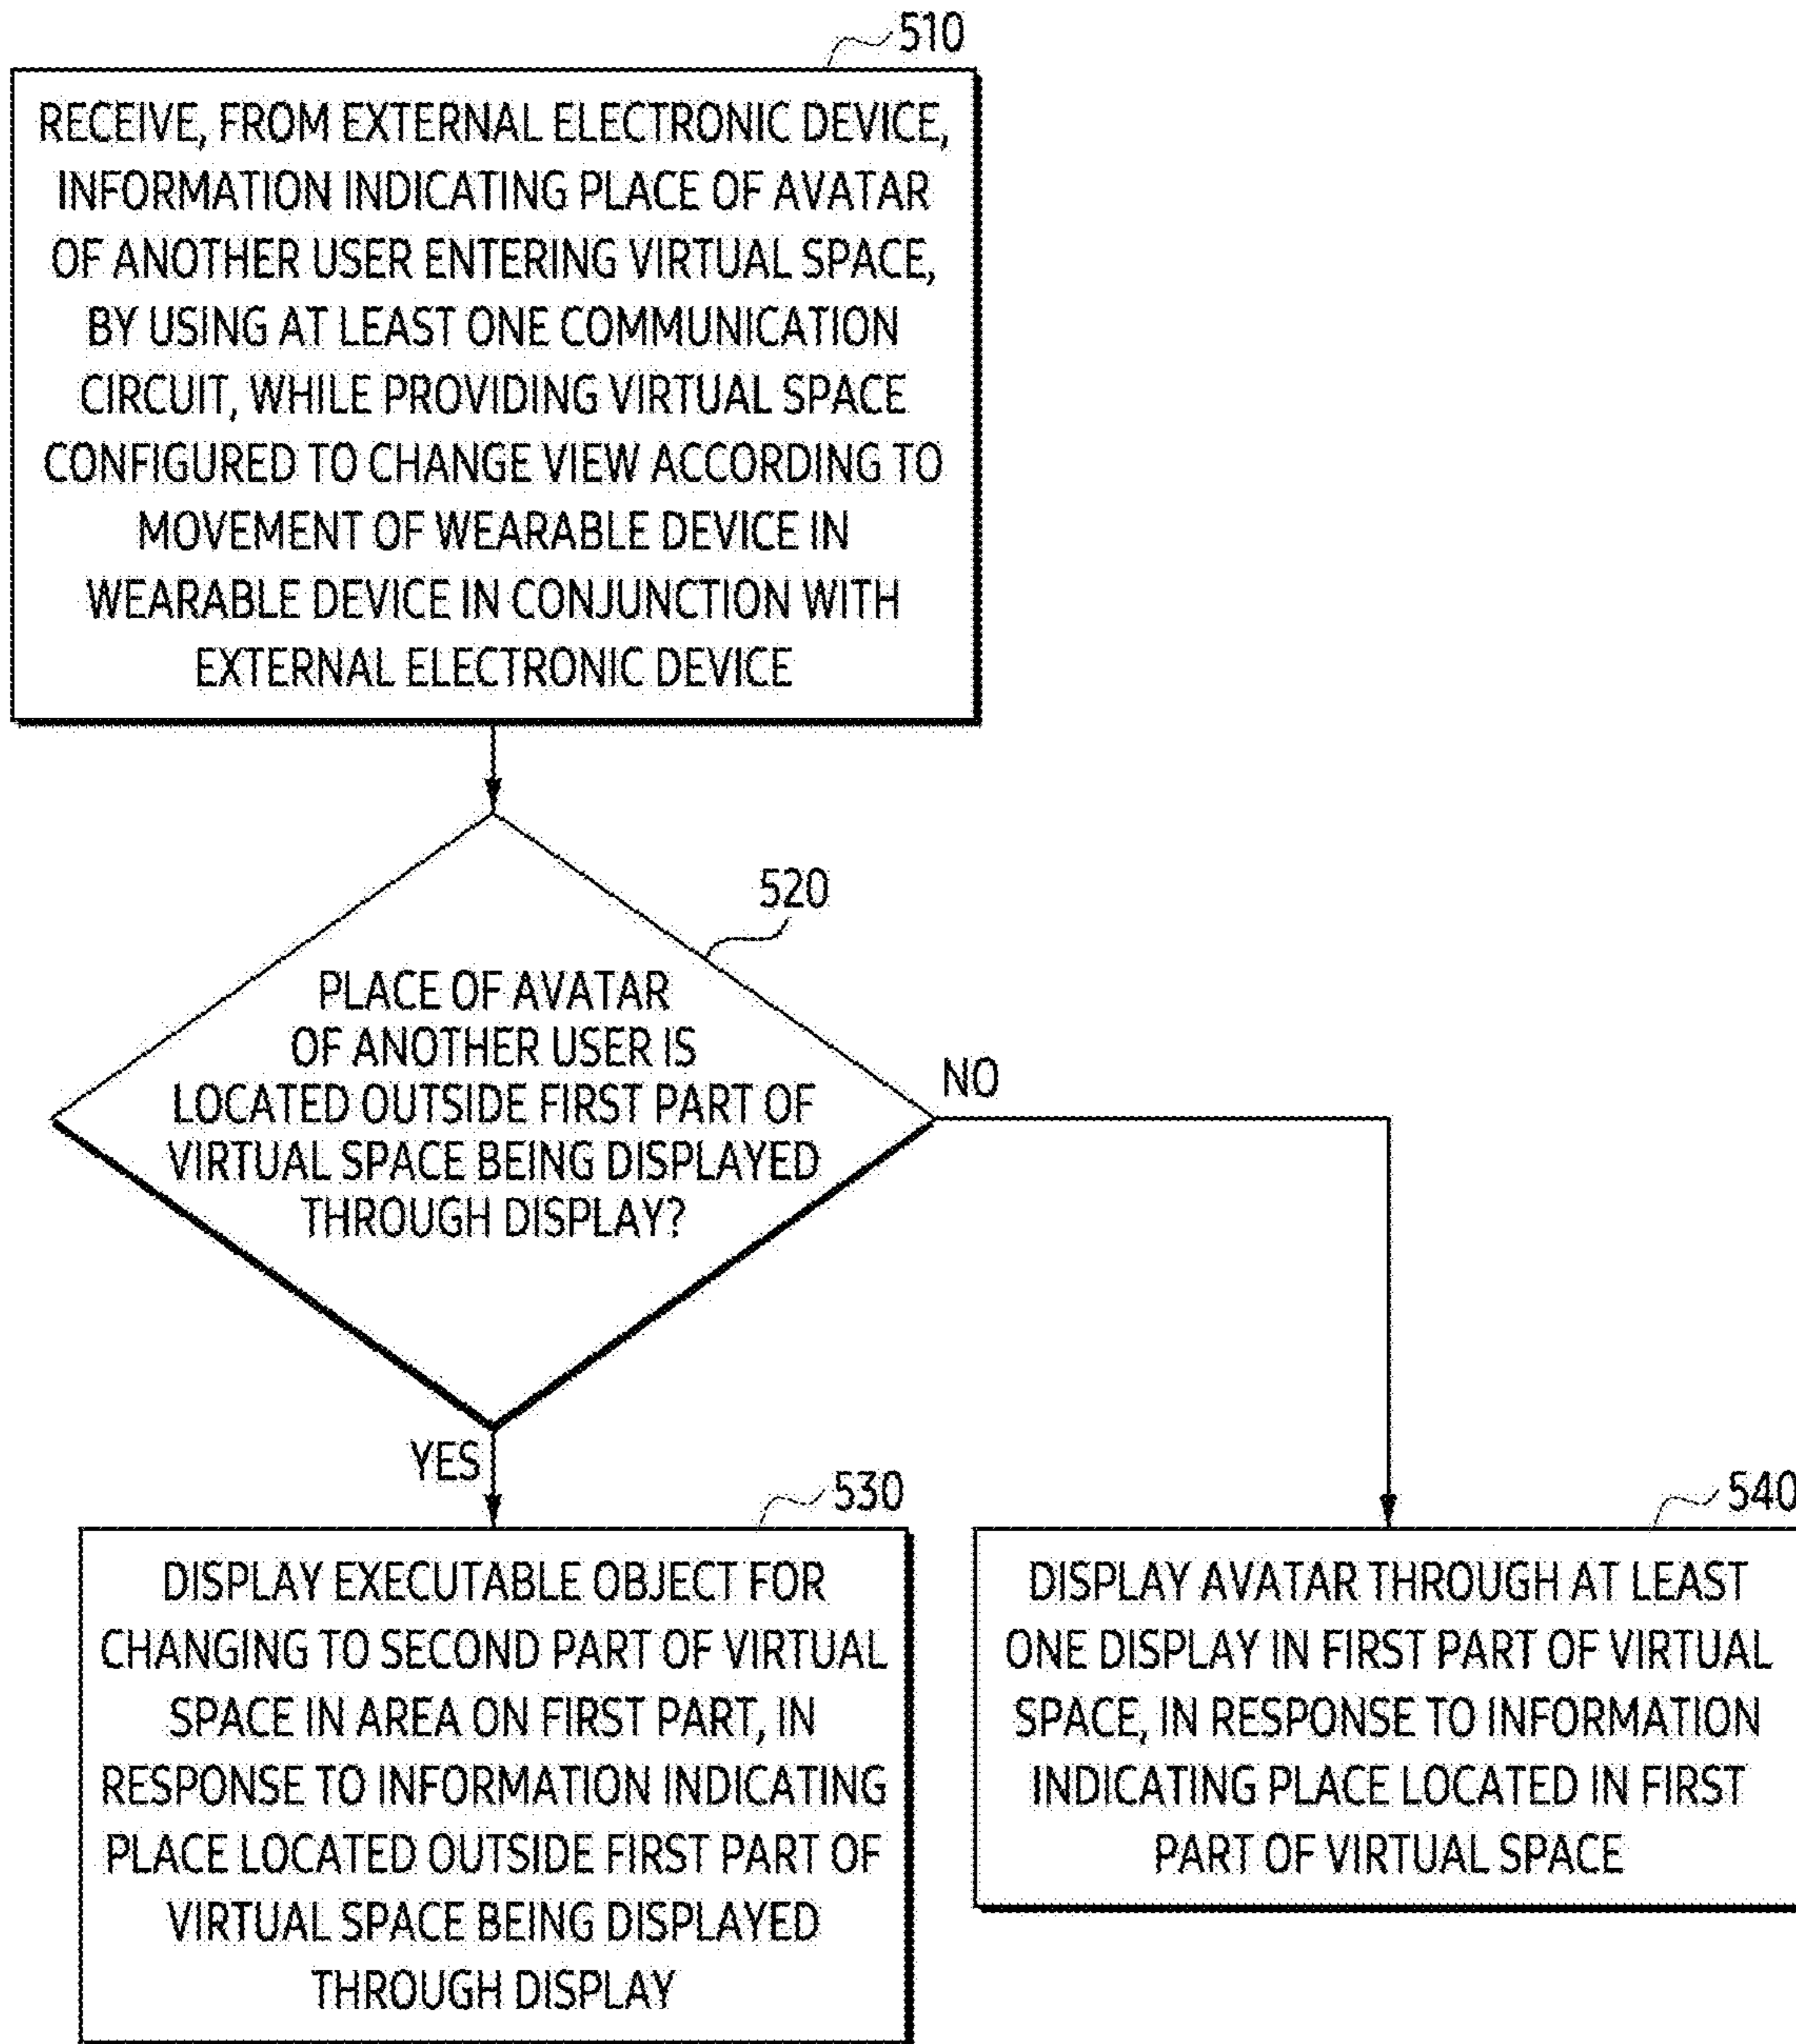 510
RECEIVE, FROM EXTERNAL ELECTRONIC DEVICE,
INFORMATION INDICATING PLACE OF AVATAR
OF ANOTHER USER ENTERING VIRTUAL SPACE,
BY USING AT LEAST ONE COMMUNICATION
CIRCUIT, WHILE PROVIDING VIRTUAL SPACE
CONFIGURED TO CHANGE VIEW ACCORDING TO
MOVEMENT OF WEARABLE DEVICE IN
WEARABLE DEVICE IN CONJUNCTION WITH
EXTERNAL ELECTRONIC DEVICE
520
PLACE OF AVATAR
OF ANOTHER USER IS
LOCATED OUTSIDE FIRST PART OF
VIRTUAL SPACE BEING DISPLAYED
THROUGH DISPLAY?
NO
YES
530
DISPLAY EXECUTABLE OBJECT FOR
CHANGING TO SECOND PART OF VIRTUAL
SPACE IN AREA ON FIRST PART, IN
RESPONSE TO INFORMATION INDICATING
PLACE LOCATED OUTSIDE FIRST PART OF
VIRTUAL SPACE BEING DISPLAYED
THROUGH DISPLAY
540
DISPLAY AVATAR THROUGH AT LEAST
ONE DISPLAY IN FIRST PART OF VIRTUAL
SPACE, IN RESPONSE TO INFORMATION
INDICATING PLACE LOCATED IN FIRST
PART OF VIRTUAL SPACE